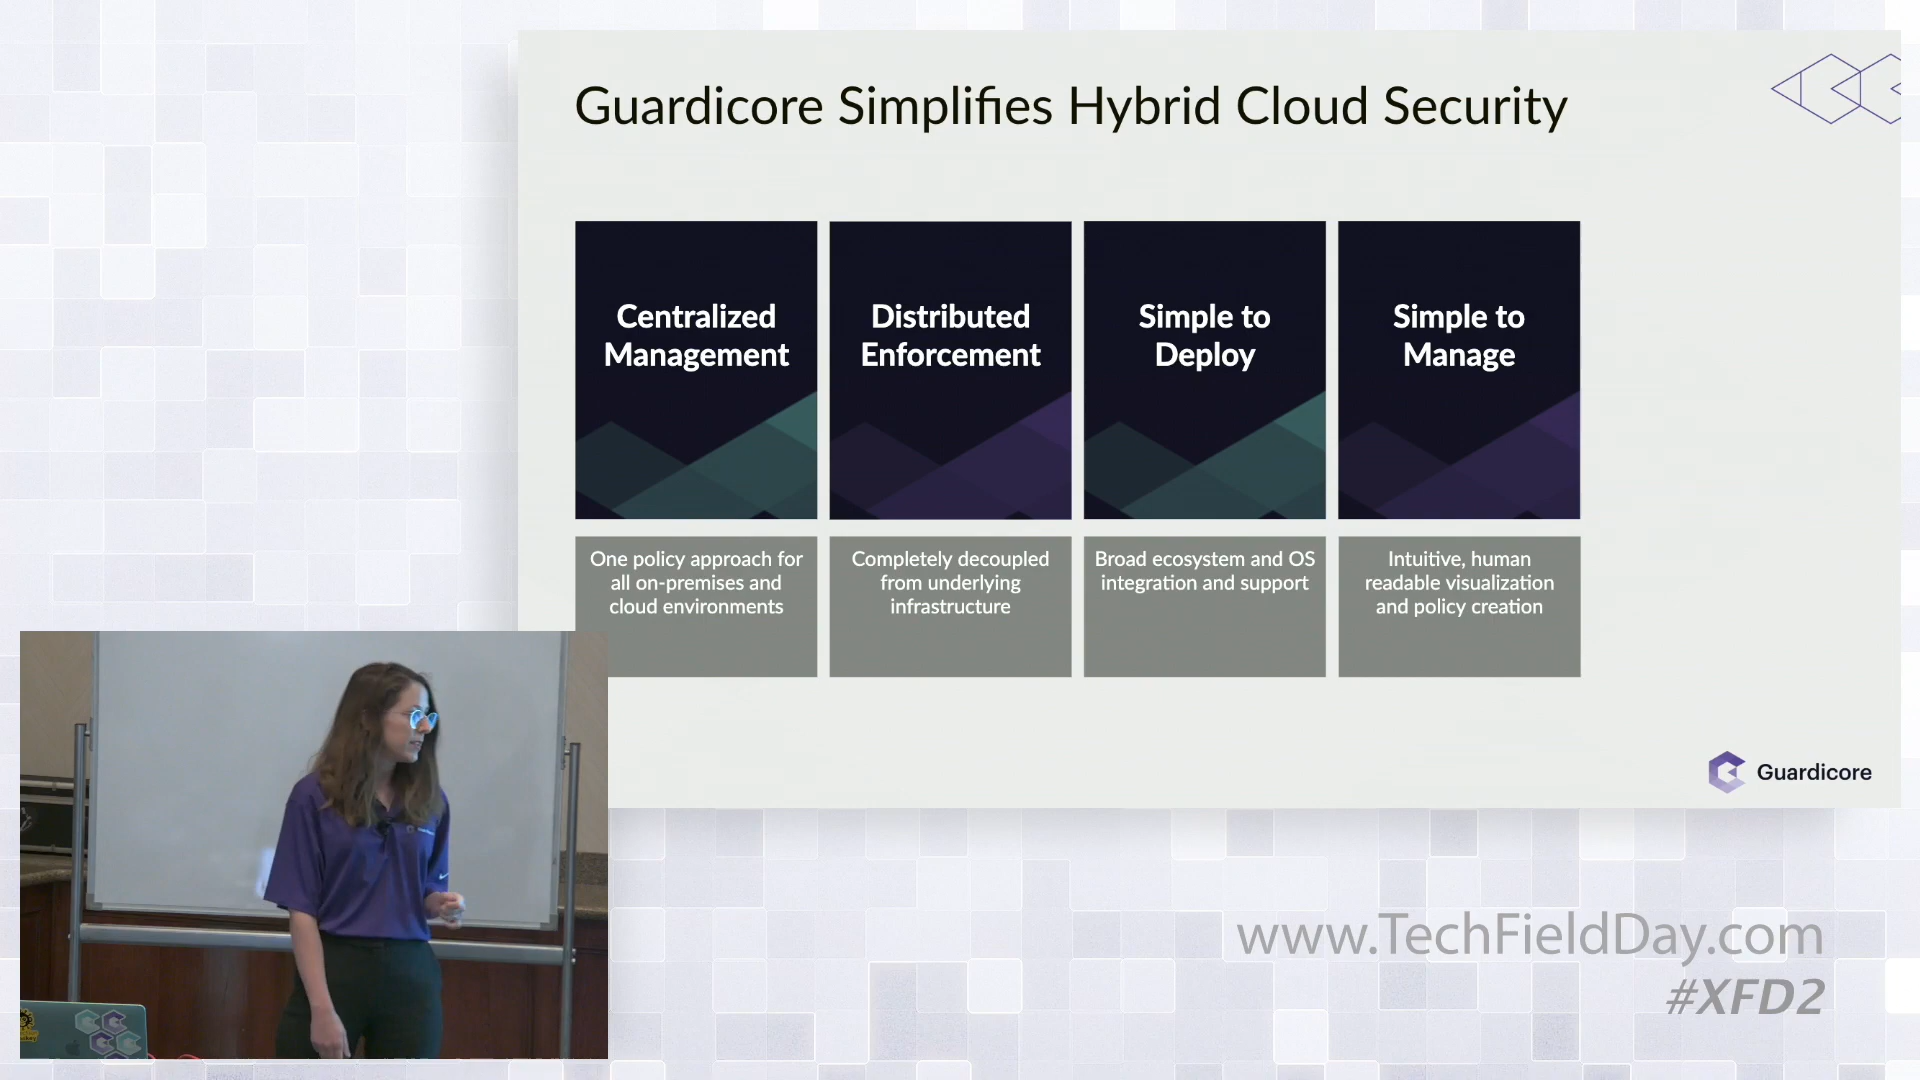 Guardicore Simplifies Hybrid Cloud Security
Centralized
Management
Distributed
Enforcement
Simple to
Deploy
Simple to
Manage
One policy approach for
all on-premises and
cloud environments
Completely decoupled
from underlying
infrastructure
Broad ecosystem and OS
integration and support
Intuitive, human
readable visualization
and policy creation
Guardicore
www.TechFieldDay.com
#XFD2